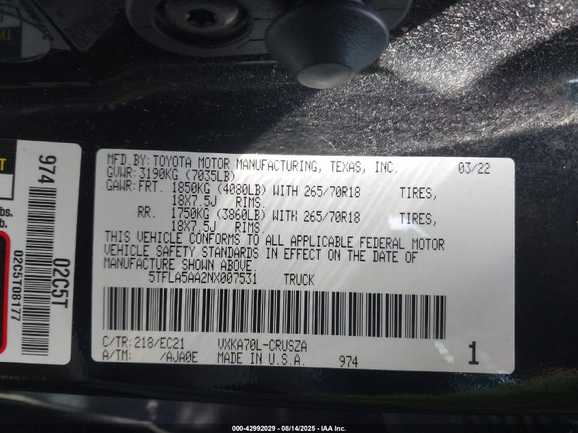 MFD.BY: TOYOTA MOTOR MANUFACTURING, TEXAS, INC. 03/22
GVWR: 3190KG (7035LB)
GAWR: FRT. 1850KG (4080LB) WITH 265/70R18 TIRES,
18X7.5J RIMS.
RR. 1750KG (3860LB) WITH 265/70R18 TIRES,
18X7.5J RIMS.
THIS VEHICLE CONFORMS TO ALL APPLICABLE FEDERAL MOTOR
VEHICLE SAFETY STANDARDS IN EFFECT ON THE DATE OF
MANUFACTURE SHOWN ABOVE.
5TFLA5AA2NX007531 TRUCK
C/TR: 218/EC21 VXKA70L-CRUSZA
A/TM: /AJA0E MADE IN U.S.A. 974 1
974
02C5T
02C5T08177
lbs.
000-42992029 - 08/14/2025 - IAA Inc.